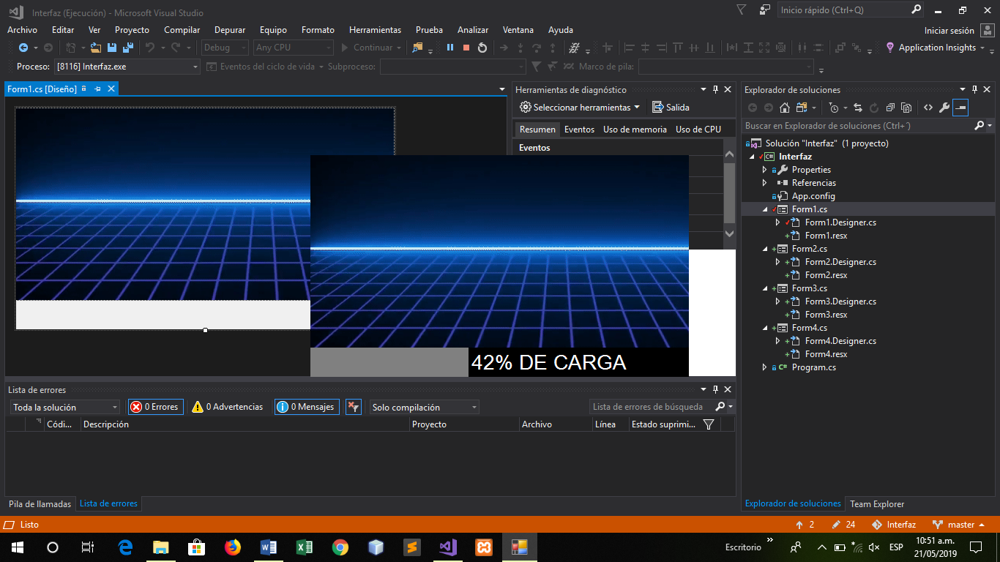 Interfaz (Ejecución) - Microsoft Visual Studio
Inicio rápido (Ctrl+Q)
Archivo Editar Ver Proyecto Compilar Depurar Equipo Formato Herramientas Prueba Analizar Ventana Ayuda
Iniciar sesión
Debug Any CPU Continuar Application Insights
Proceso: [8116] Interfaz.exe Eventos del ciclo de vida Subproceso: Marco de pila:
Form1.cs [Diseño]
Herramientas de diagnóstico
Seleccionar herramientas Salida
Resumen Eventos Uso de memoria Uso de CPU
Eventos
42% DE CARGA
Explorador de soluciones
Buscar en Explorador de soluciones (Ctrl+´)
Solución "Interfaz" (1 proyecto)
C# Interfaz
Properties
Referencias
App.config
Form1.cs
Form1.Designer.cs
Form1.resx
Form2.cs
Form2.Designer.cs
Form2.resx
Form3.cs
Form3.Designer.cs
Form3.resx
Form4.cs
Form4.Designer.cs
Form4.resx
C# Program.cs
Lista de errores
Toda la solución 0 Errores 0 Advertencias 0 Mensajes Solo compilación Lista de errores de búsqueda
Códi... Descripción Proyecto Archivo Línea Estado suprimi...
Pila de llamadas Lista de errores
Explorador de soluciones Team Explorer
Listo 2 24 Interfaz master
Escritorio » ESP
10:51 a.m.
21/05/2019